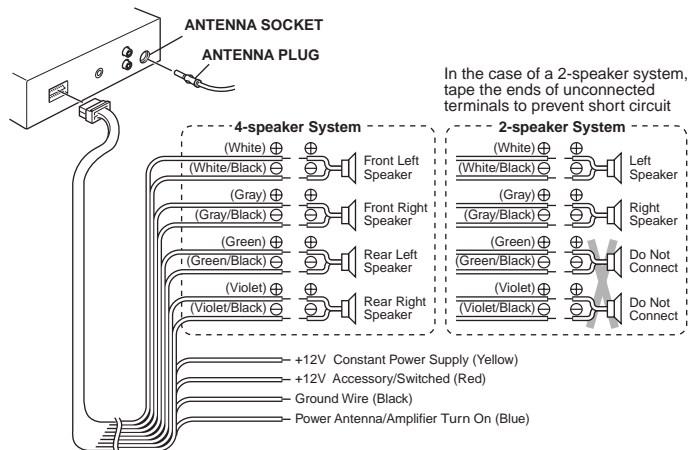 ANTENNA SOCKET
ANTENNA PLUG
In the case of a 2-speaker system,
tape the ends of unconnected
terminals to prevent short circuit
4-speaker System
(White) ⊕ ⊕
(White/Black) ⊖ ⊖
Front Left
Speaker
(Gray) ⊕ ⊕
(Gray/Black) ⊖ ⊖
Front Right
Speaker
(Green) ⊕ ⊕
(Green/Black) ⊖ ⊖
Rear Left
Speaker
(Violet) ⊕ ⊕
(Violet/Black) ⊖ ⊖
Rear Right
Speaker
2-speaker System
(White) ⊕ ⊕
(White/Black) ⊖ ⊖
Left
Speaker
(Gray) ⊕ ⊕
(Gray/Black) ⊖ ⊖
Right
Speaker
(Green) ⊕ ⊕
(Green/Black) ⊖ ⊖
Do Not
Connect
(Violet) ⊕ ⊕
(Violet/Black) ⊖ ⊖
Do Not
Connect
+12V Constant Power Supply (Yellow)
+12V Accessory/Switched (Red)
Ground Wire (Black)
Power Antenna/Amplifier Turn On (Blue)